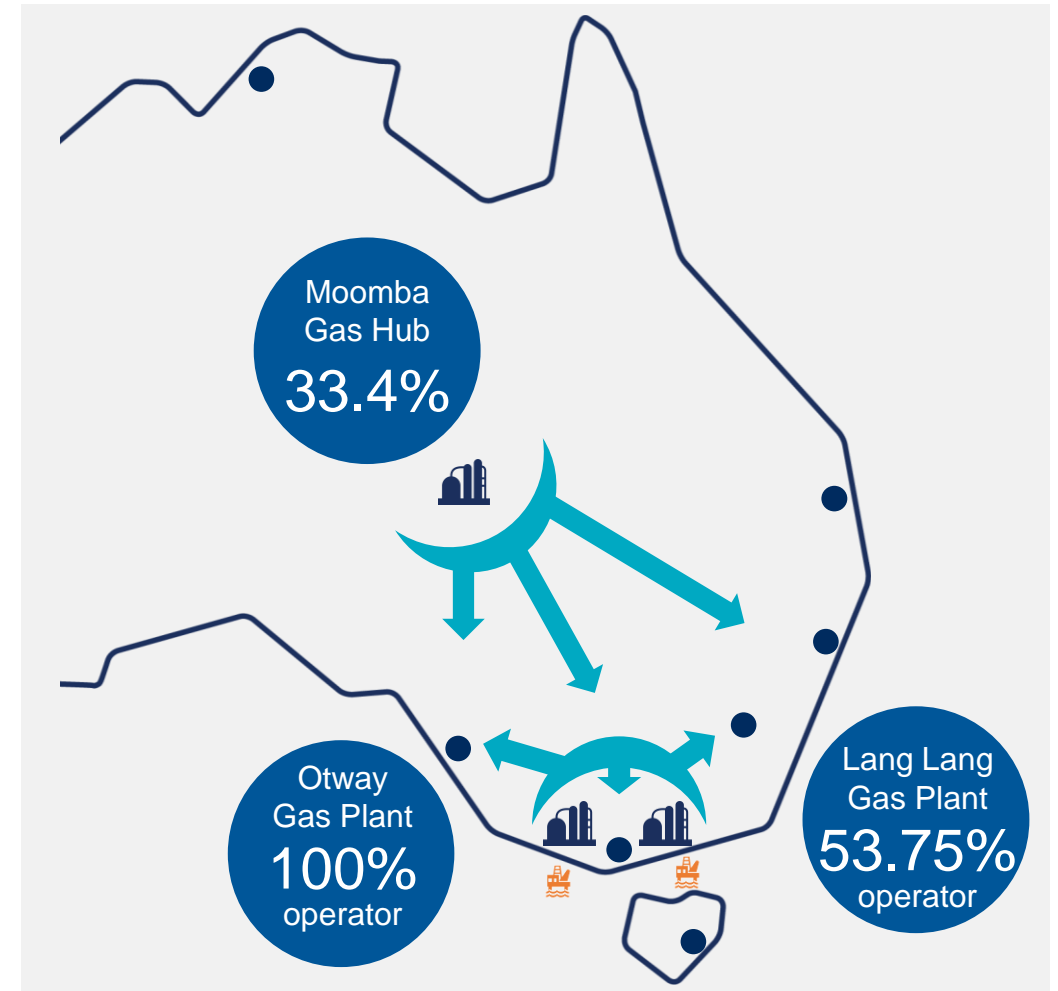 Moomba
Gas Hub
33.4%
Otway
Gas Plant
100%
operator
Lang Lang
Gas Plant
53.75%
operator